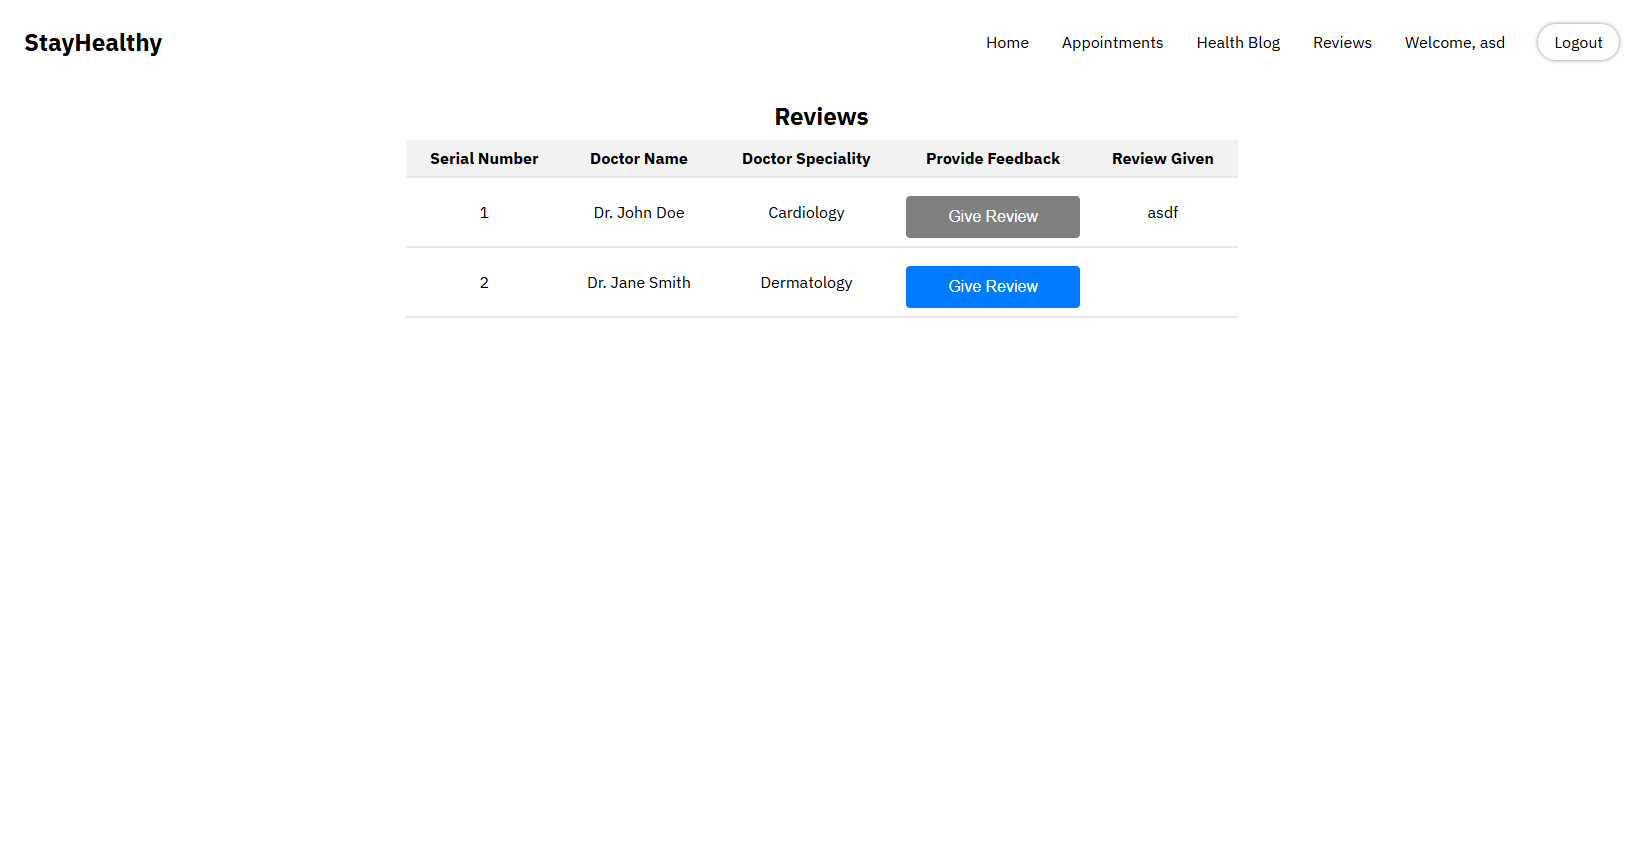 StayHealthy Home Appointments Health Blog Reviews Welcome, asd Logout
Reviews
Serial Number Doctor Name Doctor Speciality Provide Feedback Review Given
1 Dr. John Doe Cardiology Give Review asdf
2 Dr. Jane Smith Dermatology Give Review